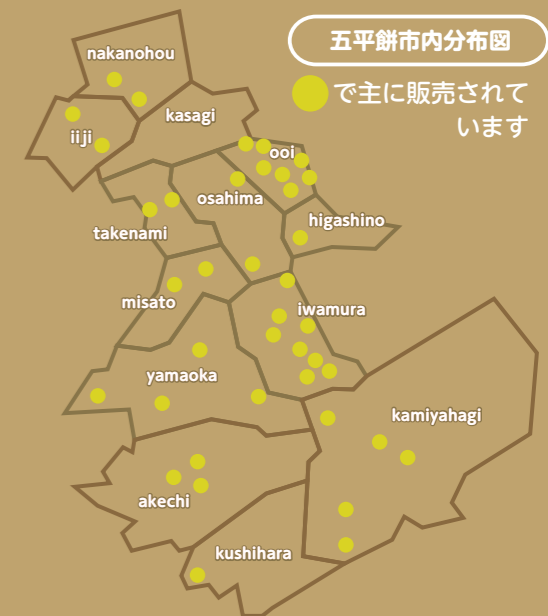 五平餅市内分布図
で主に販売されて
います
nakanohou
kasagi
iiji
ooi
osahima
takenami
higashino
misato
iwamura
yamaoka
kamiyahagi
akechi
kushihara